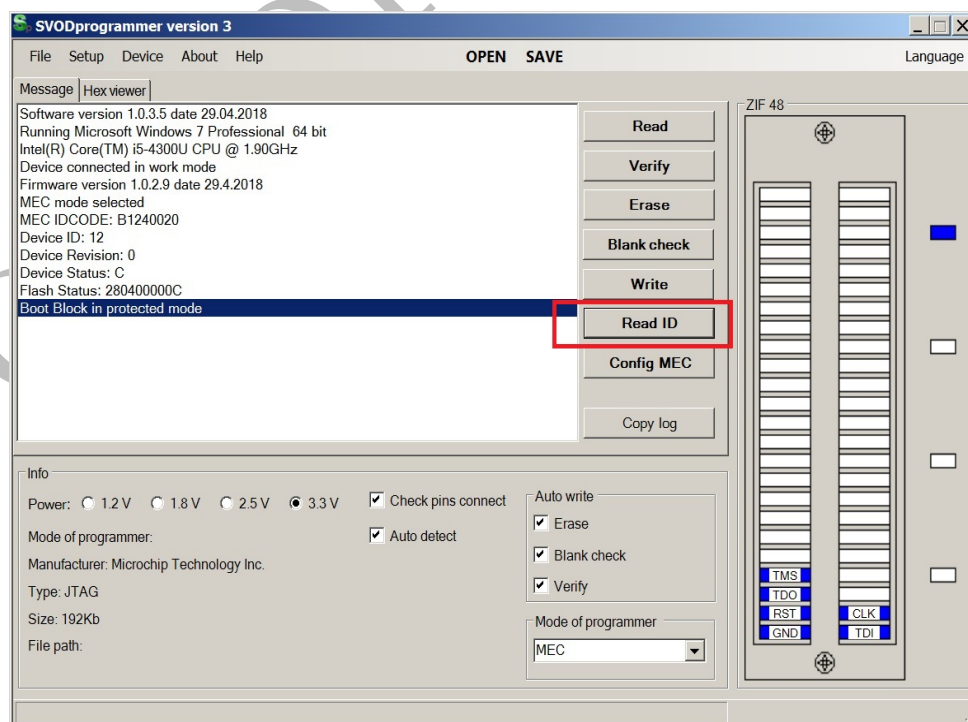 SVODprogrammer version 3
File Setup Device About Help OPEN SAVE Language
Message Hex viewer
Software version 1.0.3.5 date 29.04.2018
Running Microsoft Windows 7 Professional 64 bit
Intel(R) Core(TM) i5-4300U CPU @ 1.90GHz
Device connected in work mode
Firmware version 1.0.2.9 date 29.4.2018
MEC mode selected
MEC IDCODE: B1240020
Device ID: 12
Device Revision: 0
Device Status: C
Flash Status: 280400000C
Boot Block in protected mode
Read
Verify
Erase
Blank check
Write
Read ID
Config MEC
Copy log
ZIF 48
TMS
TDO
RST CLK
GND TDI
Info
Power: 1.2 V 1.8 V 2.5 V 3.3 V
Mode of programmer:
Manufacturer: Microchip Technology Inc.
Type: JTAG
Size: 192Kb
File path:
Check pins connect
Auto detect
Auto write
Erase
Blank check
Verify
Mode of programmer
MEC